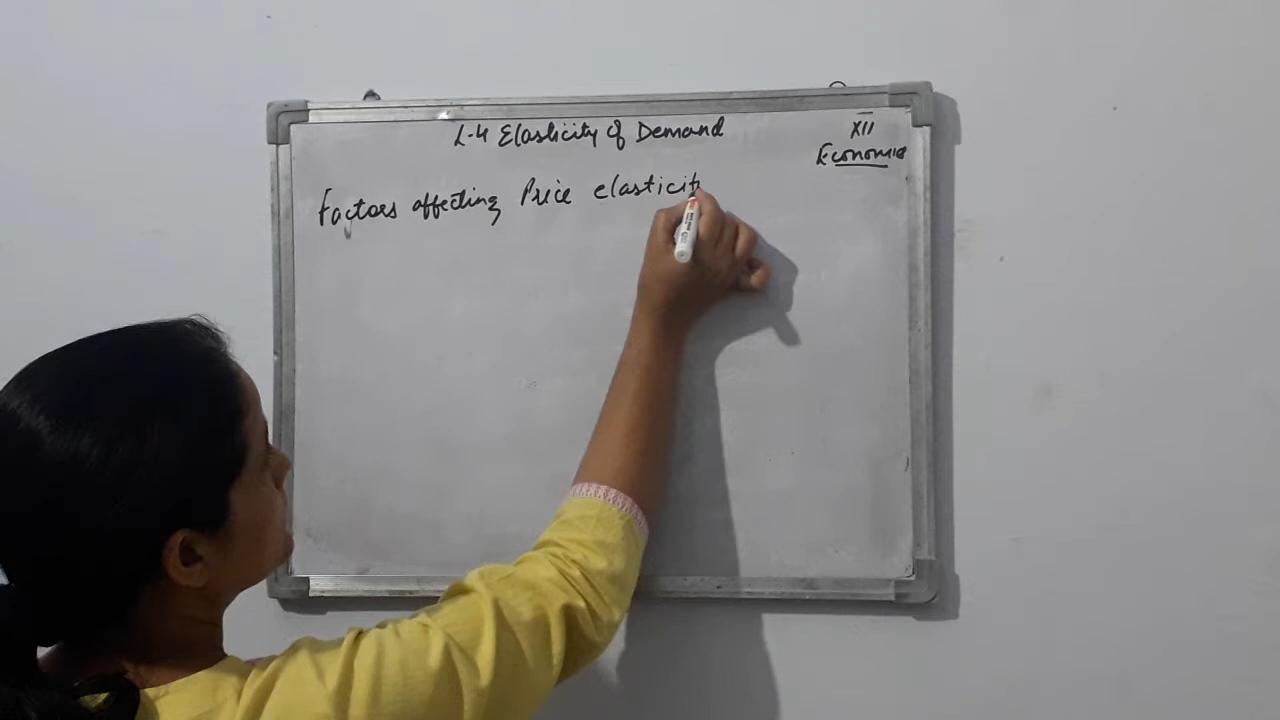 L-4 Elasticity of Demand
XII
Economics
Factors affecting Price elasticit